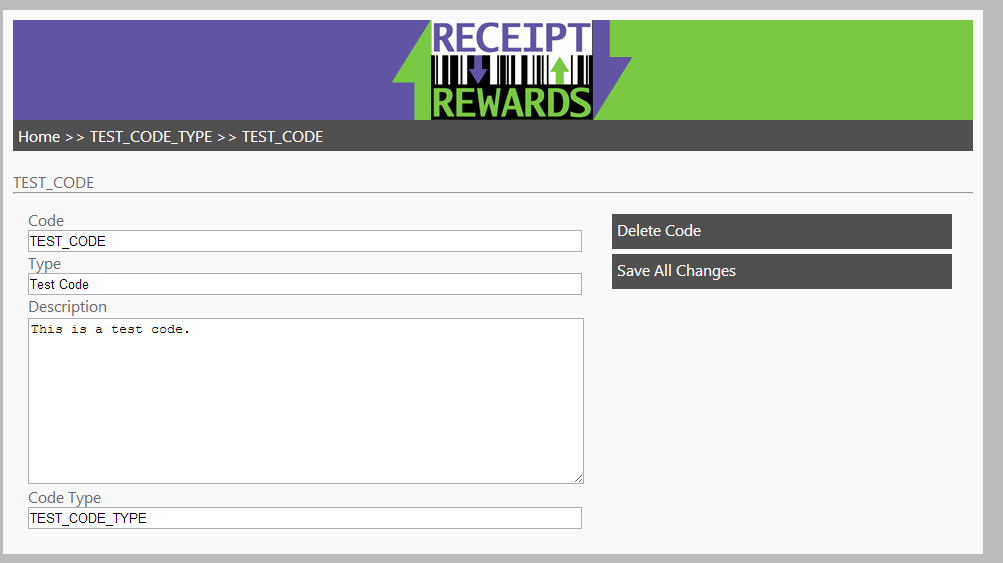 RECEIPT
REWARDS
Home >> TEST_CODE_TYPE >> TEST_CODE
TEST_CODE
Code
TEST_CODE
Type
Test Code
Description
This is a test code.
Code Type
TEST_CODE_TYPE
Delete Code
Save All Changes